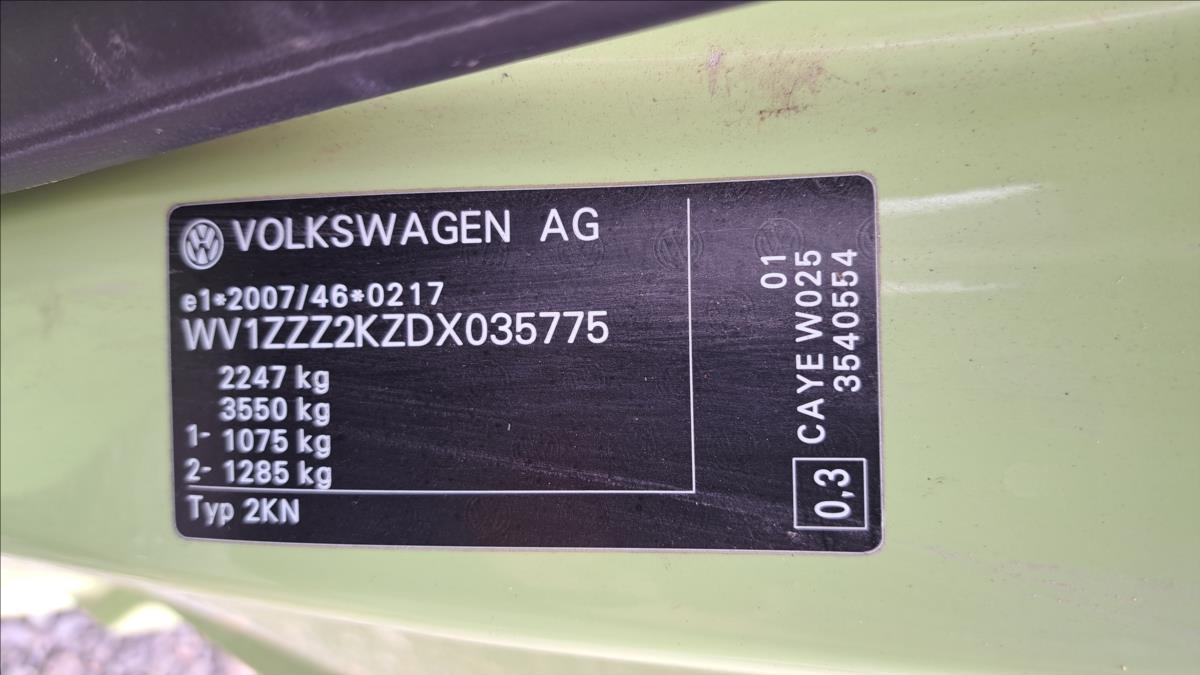 VOLKSWAGEN AG
e1*2007/46*0217
WV1ZZZ2KZDX035775
2247 kg
3550 kg
1- 1075 kg
2- 1285 kg
Typ 2KN
01
CAYE W025
3540554
0,3